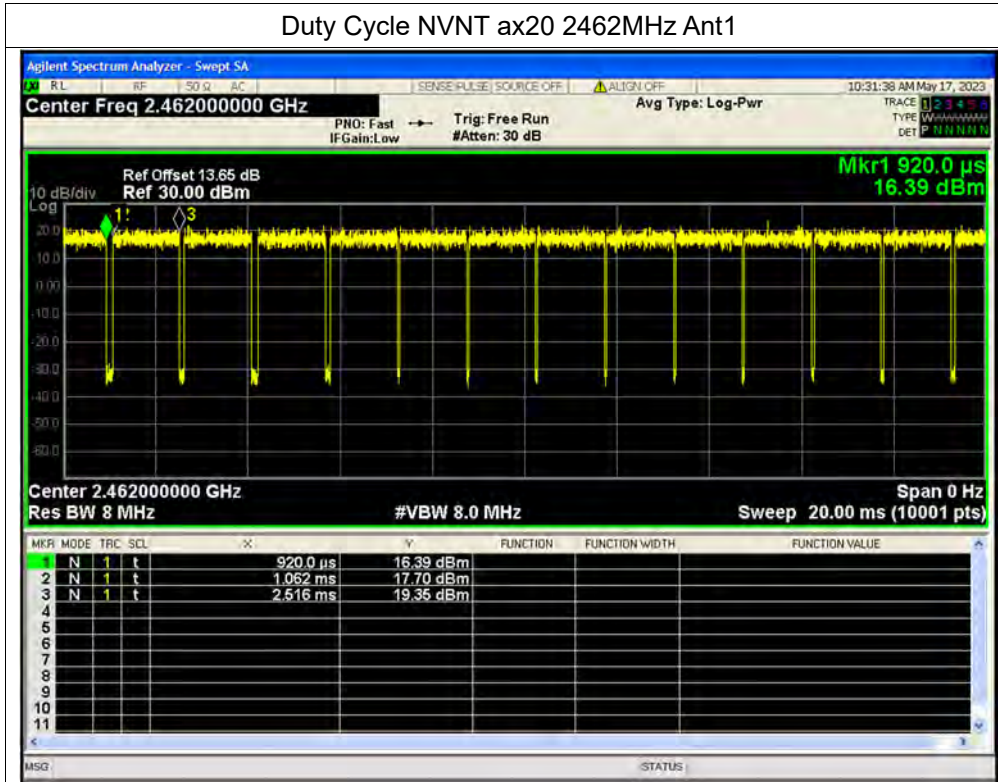 Duty Cycle NVNT ax20 2462MHz Ant1
Agilent Spectrum Analyzer - Swept SA
LXI RL RF 50 Ω AC SENSE:PULSE SOURCE OFF ALIGN OFF 10:31:38 AM May 17, 2023
Center Freq 2.462000000 GHz Avg Type: Log-Pwr TRACE 1 2 3 4 5 6
PNO: Fast Trig: Free Run TYPE W
IFGain:Low #Atten: 30 dB DET P N N N N N
Mkr1 920.0 µs
Ref Offset 13.65 dB
10 dB/div Ref 30.00 dBm 16.39 dBm
Log
1 3
20.0
10.0
0.00
-10.0
-20.0
-30.0
-40.0
-50.0
-60.0
Center 2.462000000 GHz Span 0 Hz
Res BW 8 MHz #VBW 8.0 MHz Sweep 20.00 ms (10001 pts)
MKR MODE TRC SCL X Y FUNCTION FUNCTION WIDTH FUNCTION VALUE
1 N 1 t 920.0 µs 16.39 dBm
2 N 1 t 1.062 ms 17.70 dBm
3 N 1 t 2.516 ms 19.35 dBm
4
5
6
7
8
9
10
11
MSG STATUS